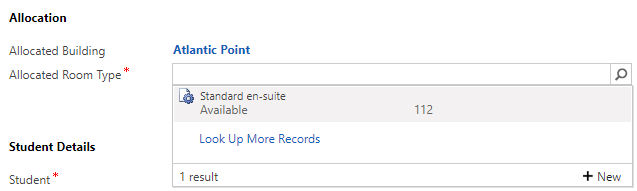 Allocation
Allocated Building Atlantic Point
Allocated Room Type *
Standard en-suite
Available 112
Look Up More Records
Student Details
Student * 1 result + New